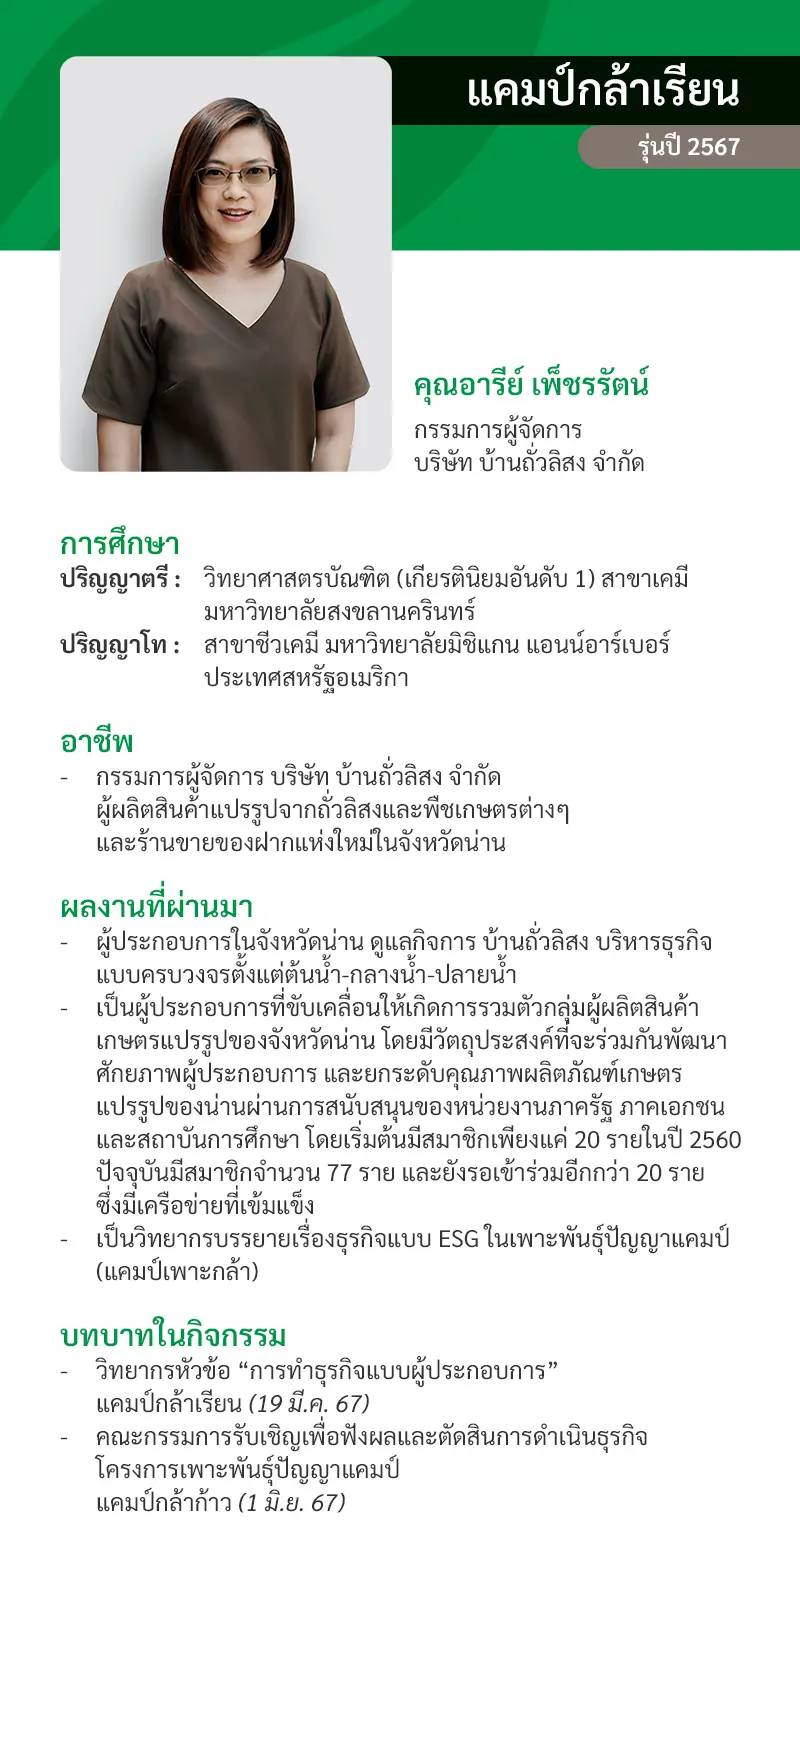 แคมป์กล้าเรียน
รุ่นปี 2567
คุณอารีย์ เพ็ชรรัตน์
กรรมการผู้จัดการ
บริษัท บ้านถั่วลิสง จำกัด
การศึกษา
ปริญญาตรี : วิทยาศาสตรบัณฑิต (เกียรตินิยมอันดับ 1) สาขาเคมี
มหาวิทยาลัยสงขลานครินทร์
ปริญญาโท : สาขาชีวเคมี มหาวิทยาลัยมิชิแกน แอนน์อาร์เบอร์
ประเทศสหรัฐอเมริกา
อาชีพ
- กรรมการผู้จัดการ บริษัท บ้านถั่วลิสง จำกัด
ผู้ผลิตสินค้าแปรรูปจากถั่วลิสงและพืชเกษตรต่างๆ
และร้านขายของฝากแห่งใหม่ในจังหวัดน่าน
ผลงานที่ผ่านมา
- ผู้ประกอบการในจังหวัดน่าน ดูแลกิจการ บ้านถั่วลิสง บริหารธุรกิจ
แบบครบวงจรตั้งแต่ต้นน้ำ-กลางน้ำ-ปลายน้ำ
- เป็นผู้ประกอบการที่ขับเคลื่อนให้เกิดการรวมตัวกลุ่มผู้ผลิตสินค้า
เกษตรแปรรูปของจังหวัดน่าน โดยมีวัตถุประสงค์ที่จะร่วมกันพัฒนา
ศักยภาพผู้ประกอบการ และยกระดับคุณภาพผลิตภัณฑ์เกษตร
แปรรูปของน่านผ่านการสนับสนุนของหน่วยงานภาครัฐ ภาคเอกชน
และสถาบันการศึกษา โดยเริ่มต้นมีสมาชิกเพียงแค่ 20 รายในปี 2560
ปัจจุบันมีสมาชิกจำนวน 77 ราย และยังรอเข้าร่วมอีกกว่า 20 ราย
ซึ่งมีเครือข่ายที่เข้มแข็ง
- เป็นวิทยากรบรรยายเรื่องธุรกิจแบบ ESG ในเพาะพันธุ์ปัญญาแคมป์
(แคมป์เพาะกล้า)
บทบาทในกิจกรรม
- วิทยากรหัวข้อ “การทำธุรกิจแบบผู้ประกอบการ”
แคมป์กล้าเรียน (19 มี.ค. 67)
- คณะกรรมการรับเชิญเพื่อฟังผลและตัดสินการดำเนินธุรกิจ
โครงการเพาะพันธุ์ปัญญาแคมป์
แคมป์กล้าก้าว (1 มิ.ย. 67)